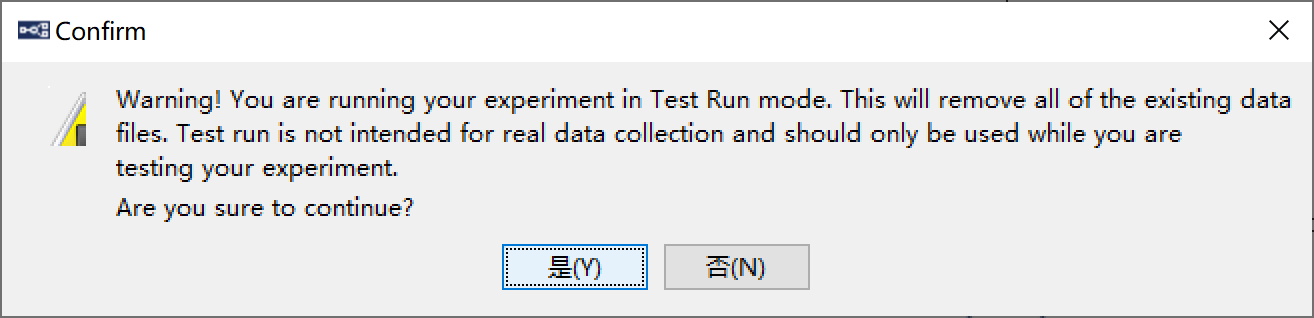 Confirm
Warning! You are running your experiment in Test Run mode. This will remove all of the existing data
files. Test run is not intended for real data collection and should only be used while you are
testing your experiment.
Are you sure to continue?
是(Y)
否(N)